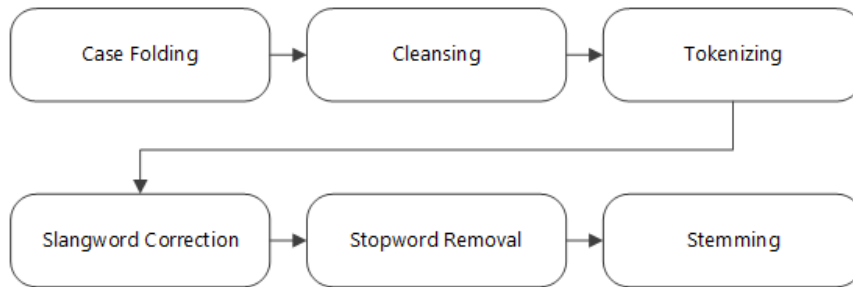 Case Folding
Cleansing
Tokenizing
Slangword Correction
Stopword Removal
Stemming